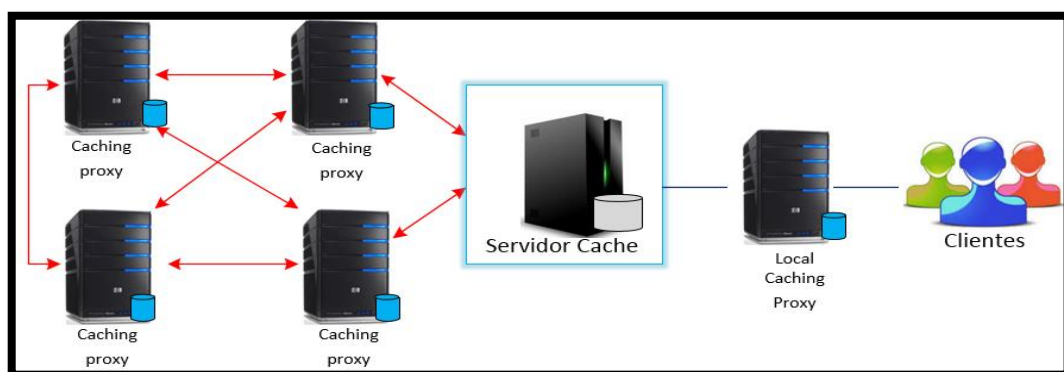 Caching
proxy
Caching
proxy
Caching
proxy
Caching
proxy
Servidor Cache
Local
Caching
Proxy
Clientes